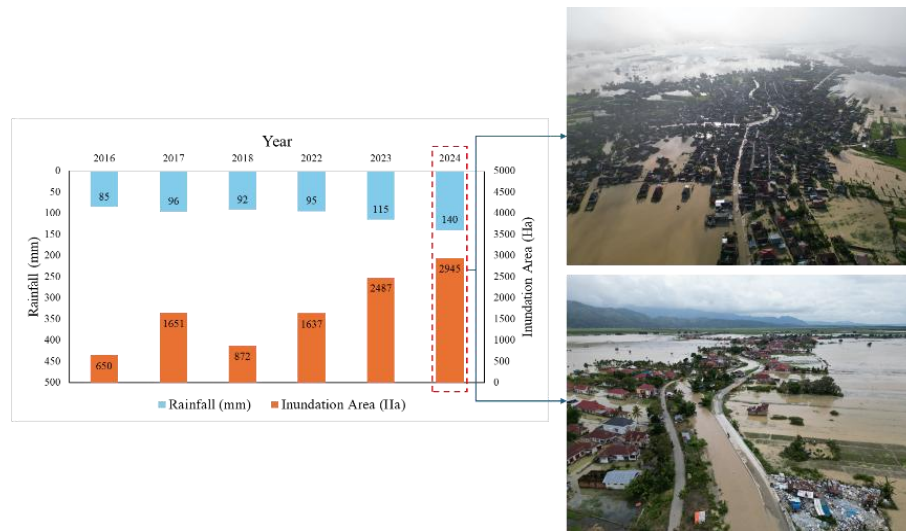 Year
2016 2017 2018 2022 2023 2024
0 5000
50 4500
100 4000
150 3500
200 3000
250 2500
300 2000
350 1500
400 1000
450 500
500 0
85 96 92 95 115 140
650 1651 872 1637 2487 2945
Rainfall (mm)
Inundation Area (Ha)
Rainfall (mm) Inundation Area (Ha)